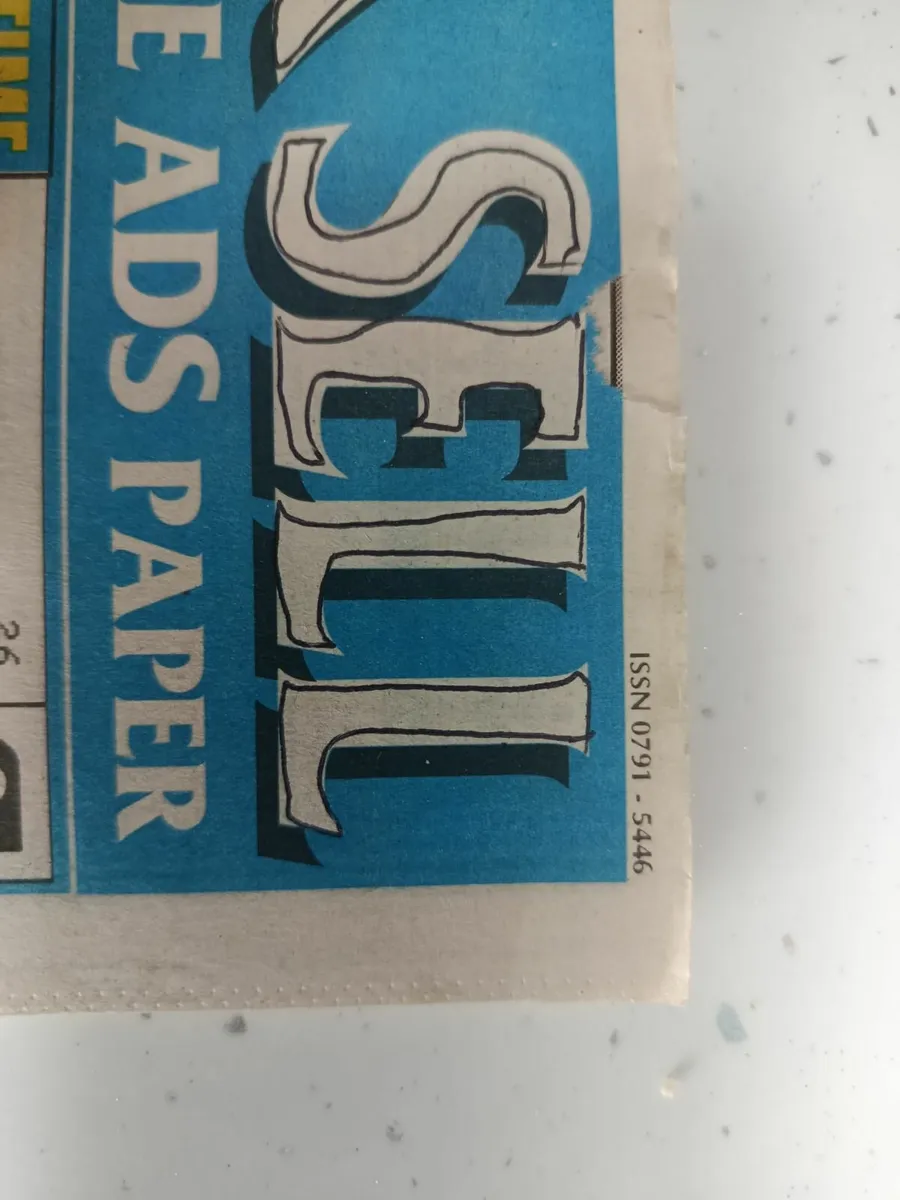 ISSN 0791 - 5446
SELL
ADS PAPER
26